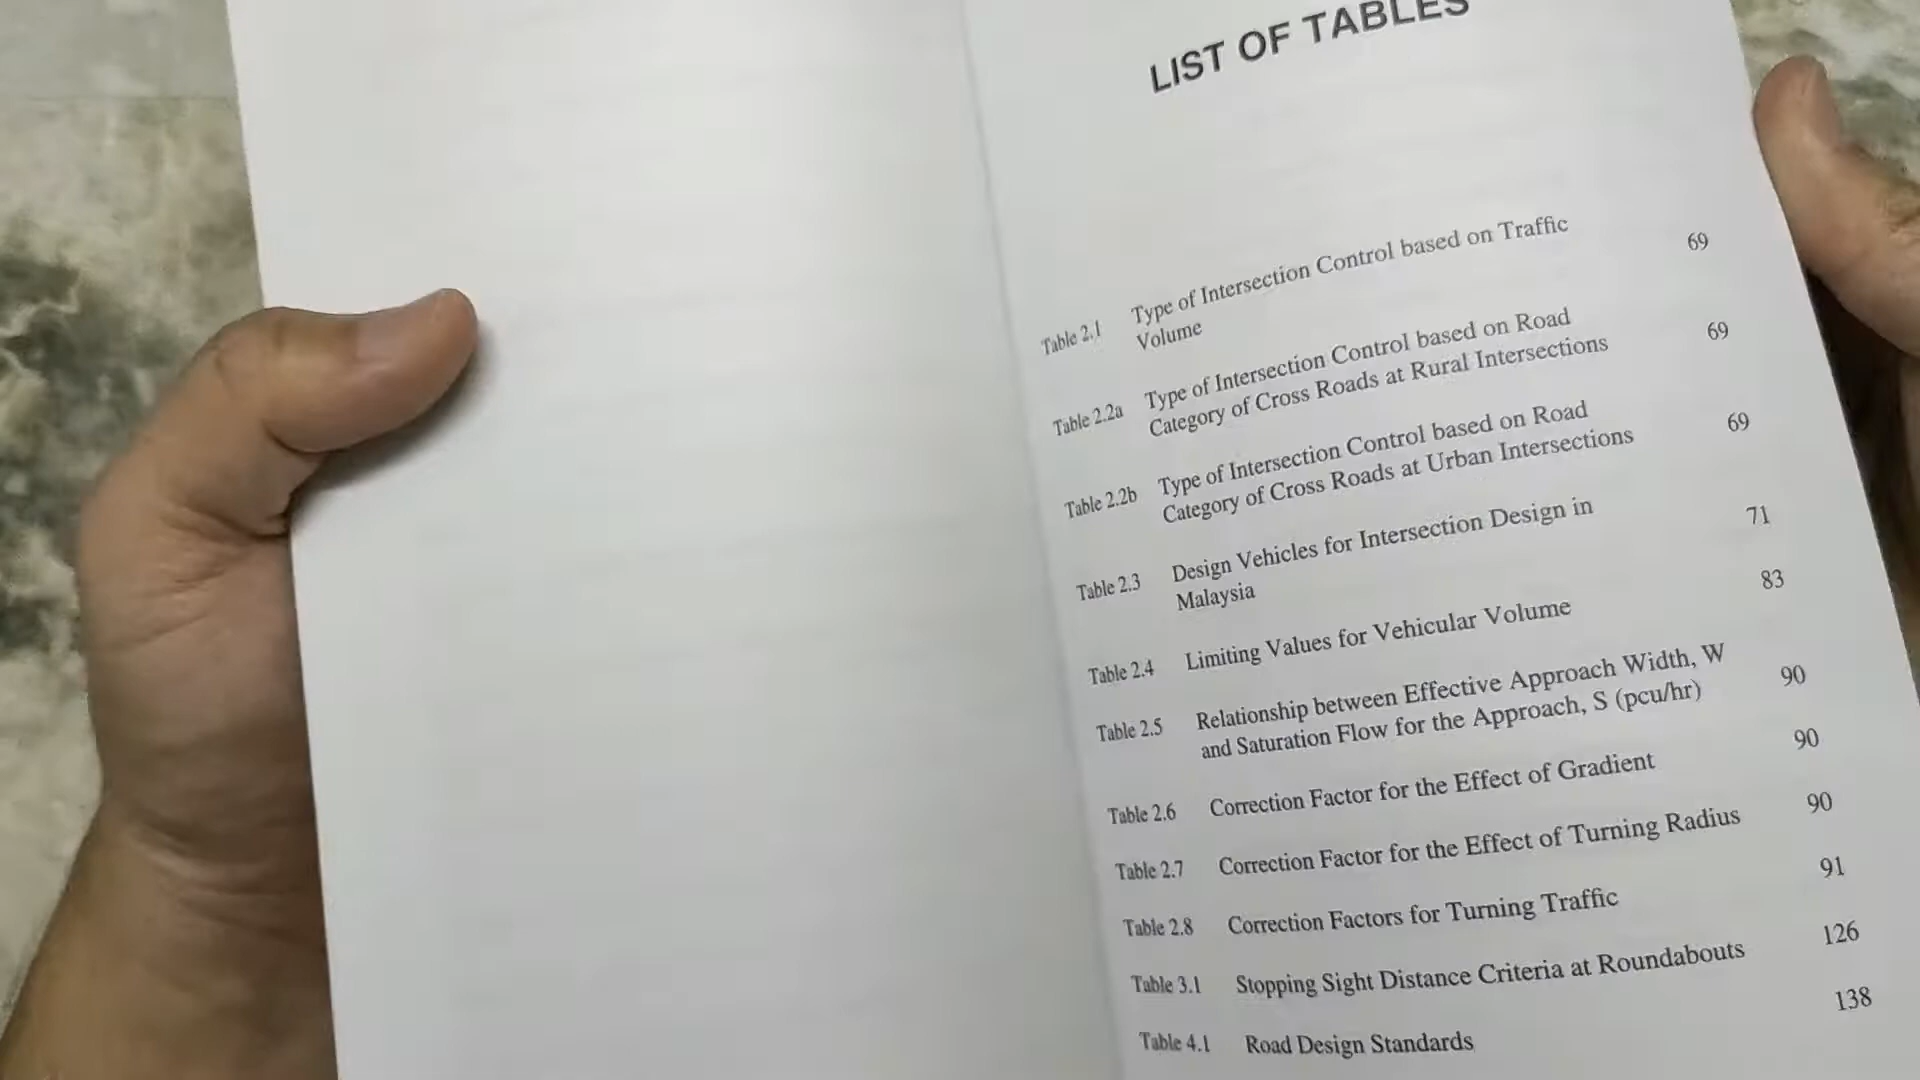 LIST OF TABLES
Table 2.1 Type of Intersection Control based on Traffic 69
Volume
Table 2.2a Type of Intersection Control based on Road 69
Category of Cross Roads at Rural Intersections
Table 2.2b Type of Intersection Control based on Road 69
Category of Cross Roads at Urban Intersections
Table 2.3 Design Vehicles for Intersection Design in 71
Malaysia
Table 2.4 Limiting Values for Vehicular Volume 83
Table 2.5 Relationship between Effective Approach Width, W 90
and Saturation Flow for the Approach, S (pcu/hr)
Table 2.6 Correction Factor for the Effect of Gradient 90
Table 2.7 Correction Factor for the Effect of Turning Radius 90
Table 2.8 Correction Factors for Turning Traffic 91
Table 3.1 Stopping Sight Distance Criteria at Roundabouts 126
Table 4.1 Road Design Standards 138